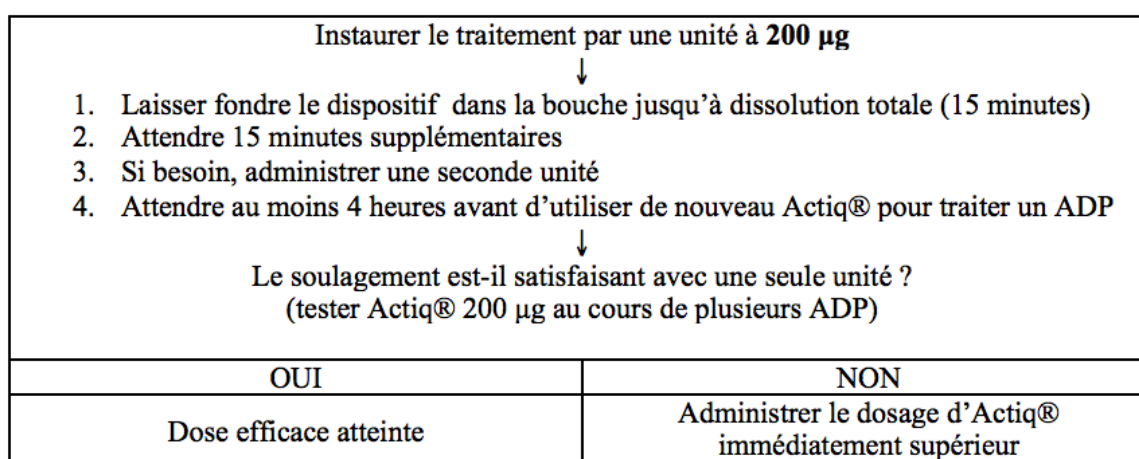 Instaurer le traitement par une unité à 200 µg
↓
1. Laisser fondre le dispositif dans la bouche jusqu'à dissolution totale (15 minutes)
2. Attendre 15 minutes supplémentaires
3. Si besoin, administrer une seconde unité
4. Attendre au moins 4 heures avant d'utiliser de nouveau Actiq® pour traiter un ADP
↓
Le soulagement est-il satisfaisant avec une seule unité ?
(tester Actiq® 200 µg au cours de plusieurs ADP)
OUI
NON
Dose efficace atteinte
Administrer le dosage d'Actiq®
immédiatement supérieur